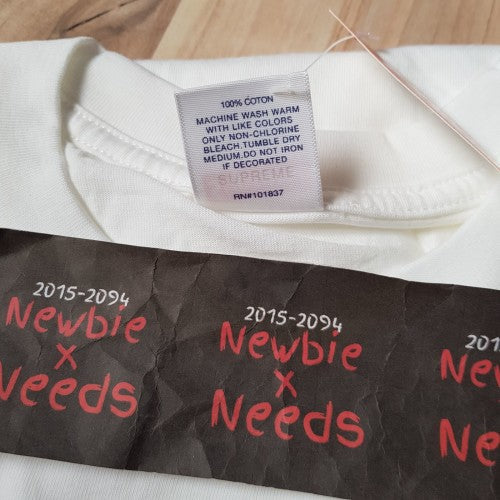 100% COTON
MACHINE WASH WARM
WITH LIKE COLORS
ONLY NON-CHLORINE
BLEACH.TUMBLE DRY
MEDIUM.DO NOT IRON
IF DECORATED
SUPREME
RN#101837
2015-2094
Newbie
x
Needs
2015-2094
Newbie
x
Needs
201
Ne
Ne